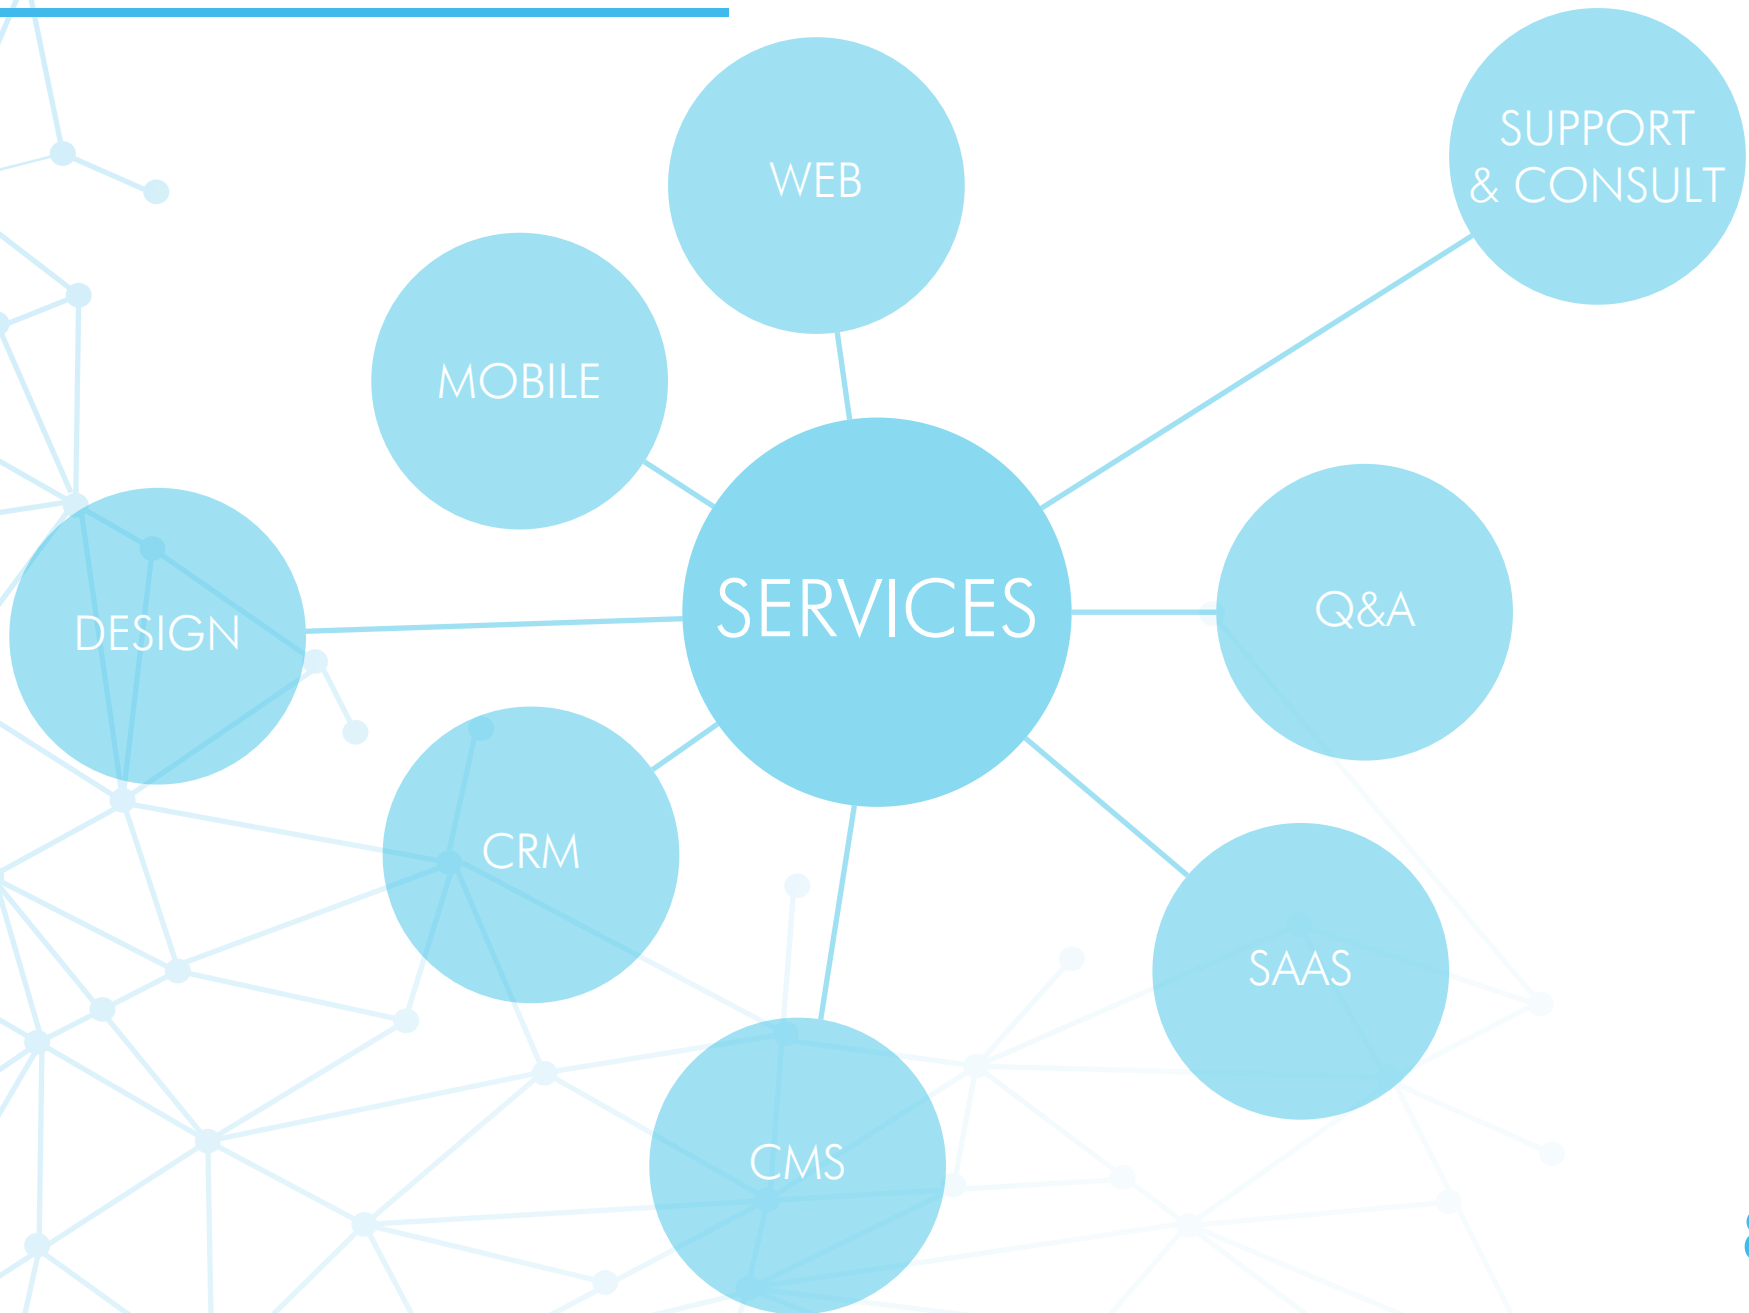 WEB
SUPPORT
& CONSULT
MOBILE
SERVICES
Q&A
DESIGN
CRM
SAAS
CMS